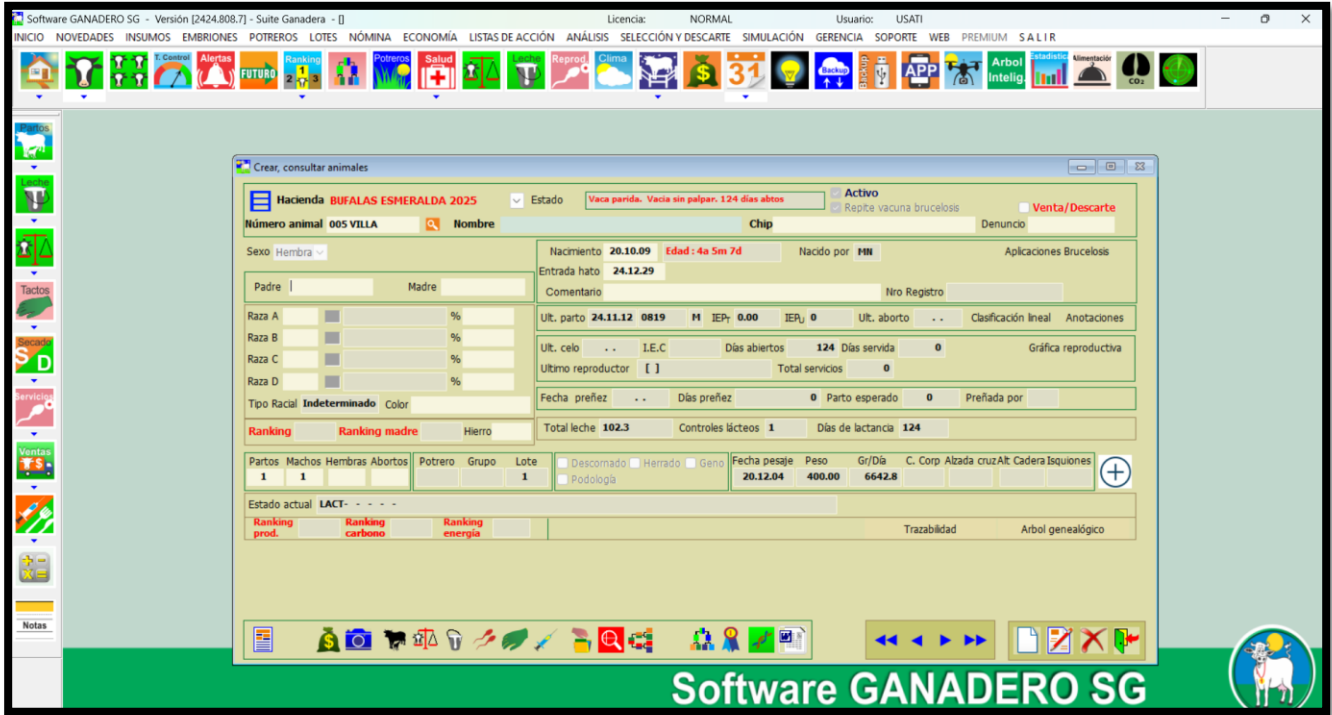 Software GANADERO SG - Versión [2424.808.7] - Suite Ganadera - [] Licencia: NORMAL Usuario: USATI
INICIO NOVEDADES INSUMOS EMBRIONES POTREROS LOTES NÓMINA ECONOMÍA LISTAS DE ACCIÓN ANÁLISIS SELECCIÓN Y DESCARTE SIMULACIÓN GERENCIA SOPORTE WEB PREMIUM S A L I R
T. Control Alertas FUTURO Ranking 2 1 3 Potreros Salud Leche Reprod. Clima 31 Backup Backup APP Arbol Intelig. Estadistic Alimentación CO2
Partos
Leche
Tactos
Secado
S D
Servicios
Ventas
T$.
Notas
Crear, consultar animales
Hacienda BUFALAS ESMERALDA 2025 Estado Vaca parida. Vacia sin palpar. 124 días abtos Activo
Repite vacuna brucelosis Venta/Descarte
Número animal 005 VILLA Nombre Chip Denuncio
Sexo Hembra Nacimiento 20.10.09 Edad : 4a 5m 7d Nacido por MN Aplicaciones Brucelosis
Entrada hato 24.12.29
Padre Madre Comentario Nro Registro
Raza A % Ult. parto 24.11.12 0819 M IEPT 0.00 IEPU 0 Ult. aborto . . Clasificación lineal Anotaciones
Raza B %
Raza C % Ult. celo . . I.E.C Días abiertos 124 Días servida 0 Gráfica reproductiva
Raza D % Ultimo reproductor [ ] Total servicios 0
Tipo Racial Indeterminado Color Fecha preñez . . Días preñez 0 Parto esperado 0 Preñada por
Ranking Ranking madre Hierro Total leche 102.3 Controles lácteos 1 Días de lactancia 124
Partos Machos Hembras Abortos Potrero Grupo Lote Descornado Herrado Geno Fecha pesaje Peso Gr/Día C. Corp Alzada cruz Alt Cadera Isquiones
1 1 1 Podología 20.12.04 400.00 6642.8
Estado actual LACT- - - - -
Ranking prod. Ranking carbono Ranking energía Trazabilidad Arbol genealógico
Software GANADERO SG